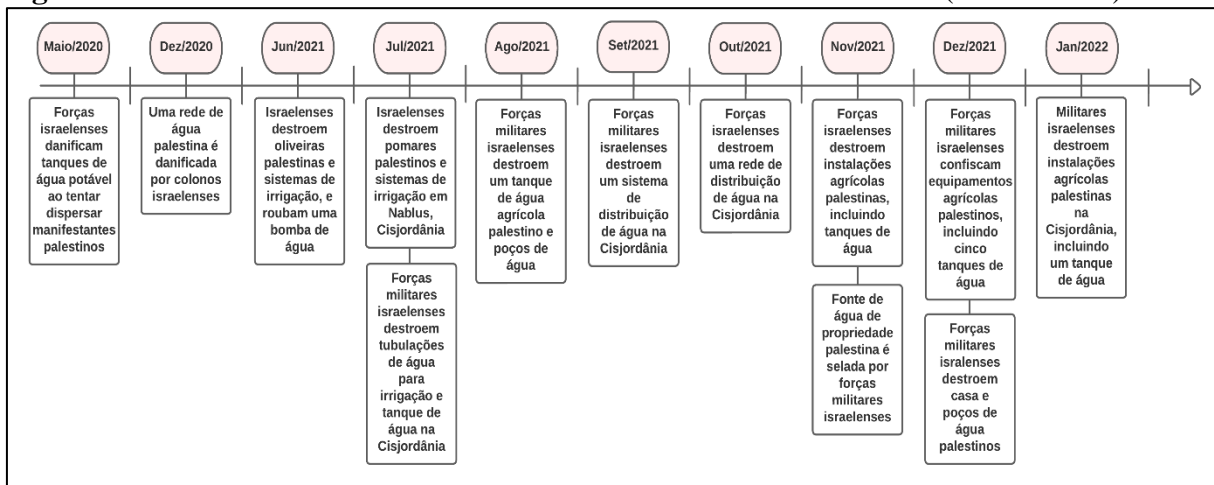 Maio/2020
Dez/2020
Jun/2021
Jul/2021
Ago/2021
Set/2021
Out/2021
Nov/2021
Dez/2021
Jan/2022
Forças
israelenses
danificam
tanques de
água potável
ao tentar
dispersar
manifestantes
palestinos
Uma rede de
água
palestina é
danificada
por colonos
israelenses
Israelenses
destroem
oliveiras
palestinas e
sistemas de
irrigação, e
roubam uma
bomba de
água
Israelenses
destroem
pomares
palestinos e
sistemas de
irrigação em
Nablus,
Cisjordânia
Forças
militares
israelenses
destroem
tubulações
de água
para
irrigação e
tanque de
água na
Cisjordânia
Forças
militares
israelenses
destroem
um tanque
de água
agrícola
palestino e
poços de
água
Forças
militares
israelenses
destroem
um sistema
de
distribuição
de água na
Cisjordânia
Forças
israelenses
destroem
uma rede de
distribuição
de água na
Cisjordânia
Forças
israelenses
destroem
instalações
agrícolas
palestinas,
incluindo
tanques de
água
Fonte de
água de
propriedade
palestina é
selada por
forças
militares
israelenses
Forças
militares
israelenses
confiscam
equipamentos
agrícolas
palestinos,
incluindo
cinco
tanques de
água
Forças
militares
isralenses
destroem
casa e
poços de
água
palestinos
Militares
israelenses
destroem
instalações
agrícolas
palestinas
na
Cisjordânia,
incluindo
um tanque
de água